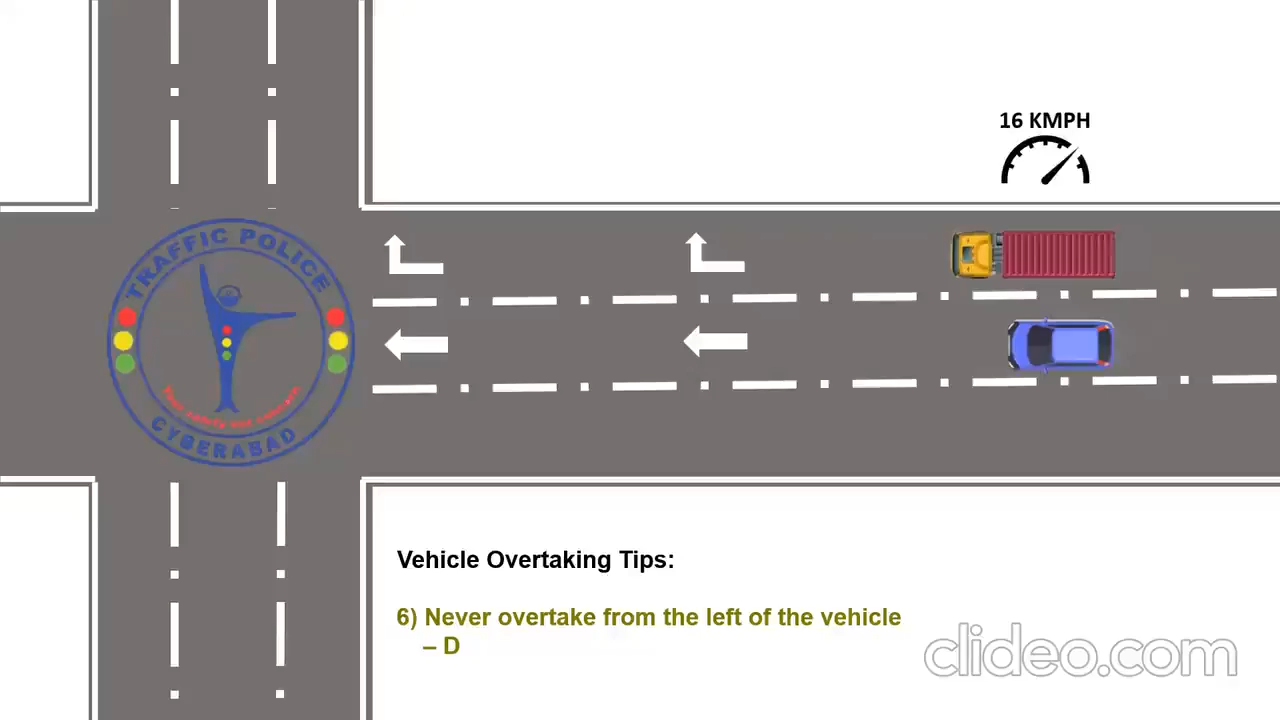 16 KMPH
TRAFFIC POLICE
CYBERABAD
Vehicle Overtaking Tips:
6) Never overtake from the left of the vehicle
– D
clideo.com